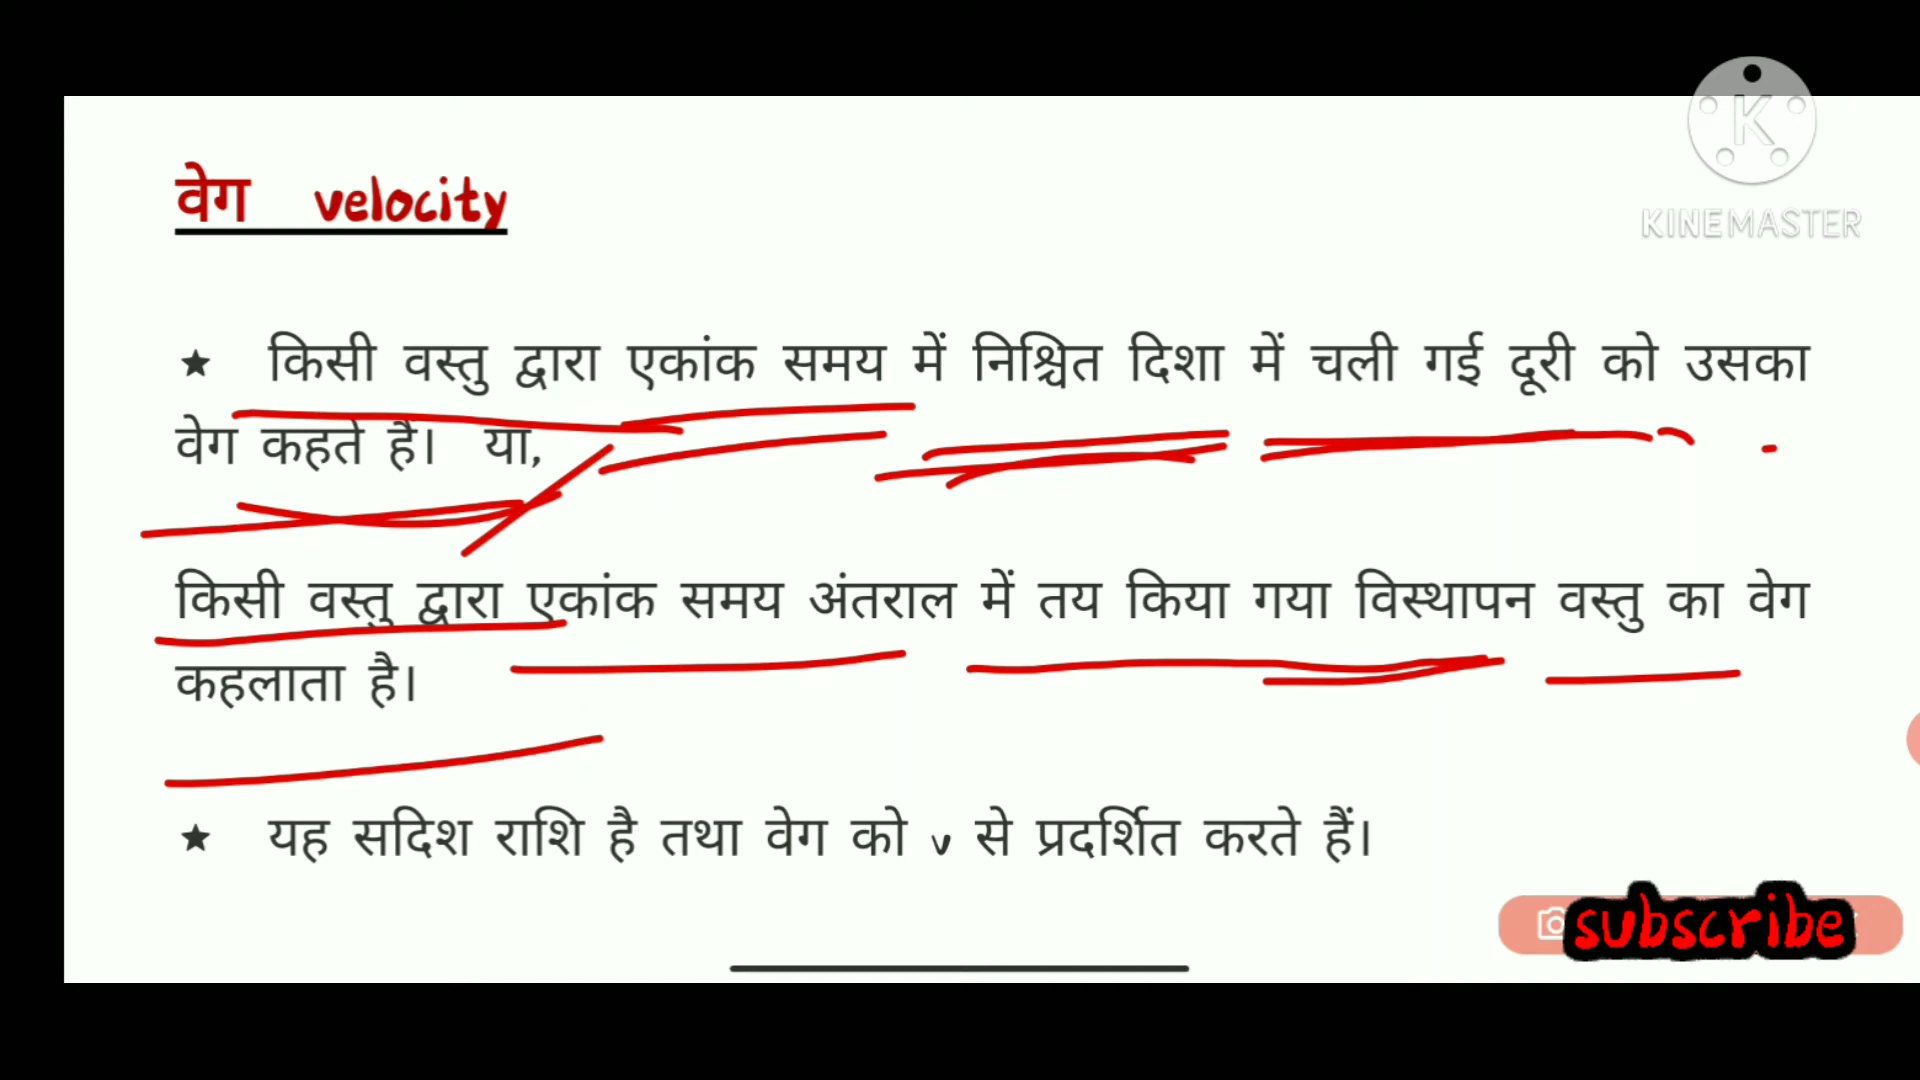 KINEMASTER
वेग velocity
★ किसी वस्तु द्वारा एकांक समय में निश्चित दिशा में चली गई दूरी को उसका
वेग कहते है। या,
किसी वस्तु द्वारा एकांक समय अंतराल में तय किया गया विस्थापन वस्तु का वेग
कहलाता है।
★ यह सदिश राशि है तथा वेग को v से प्रदर्शित करते हैं।
subscribe